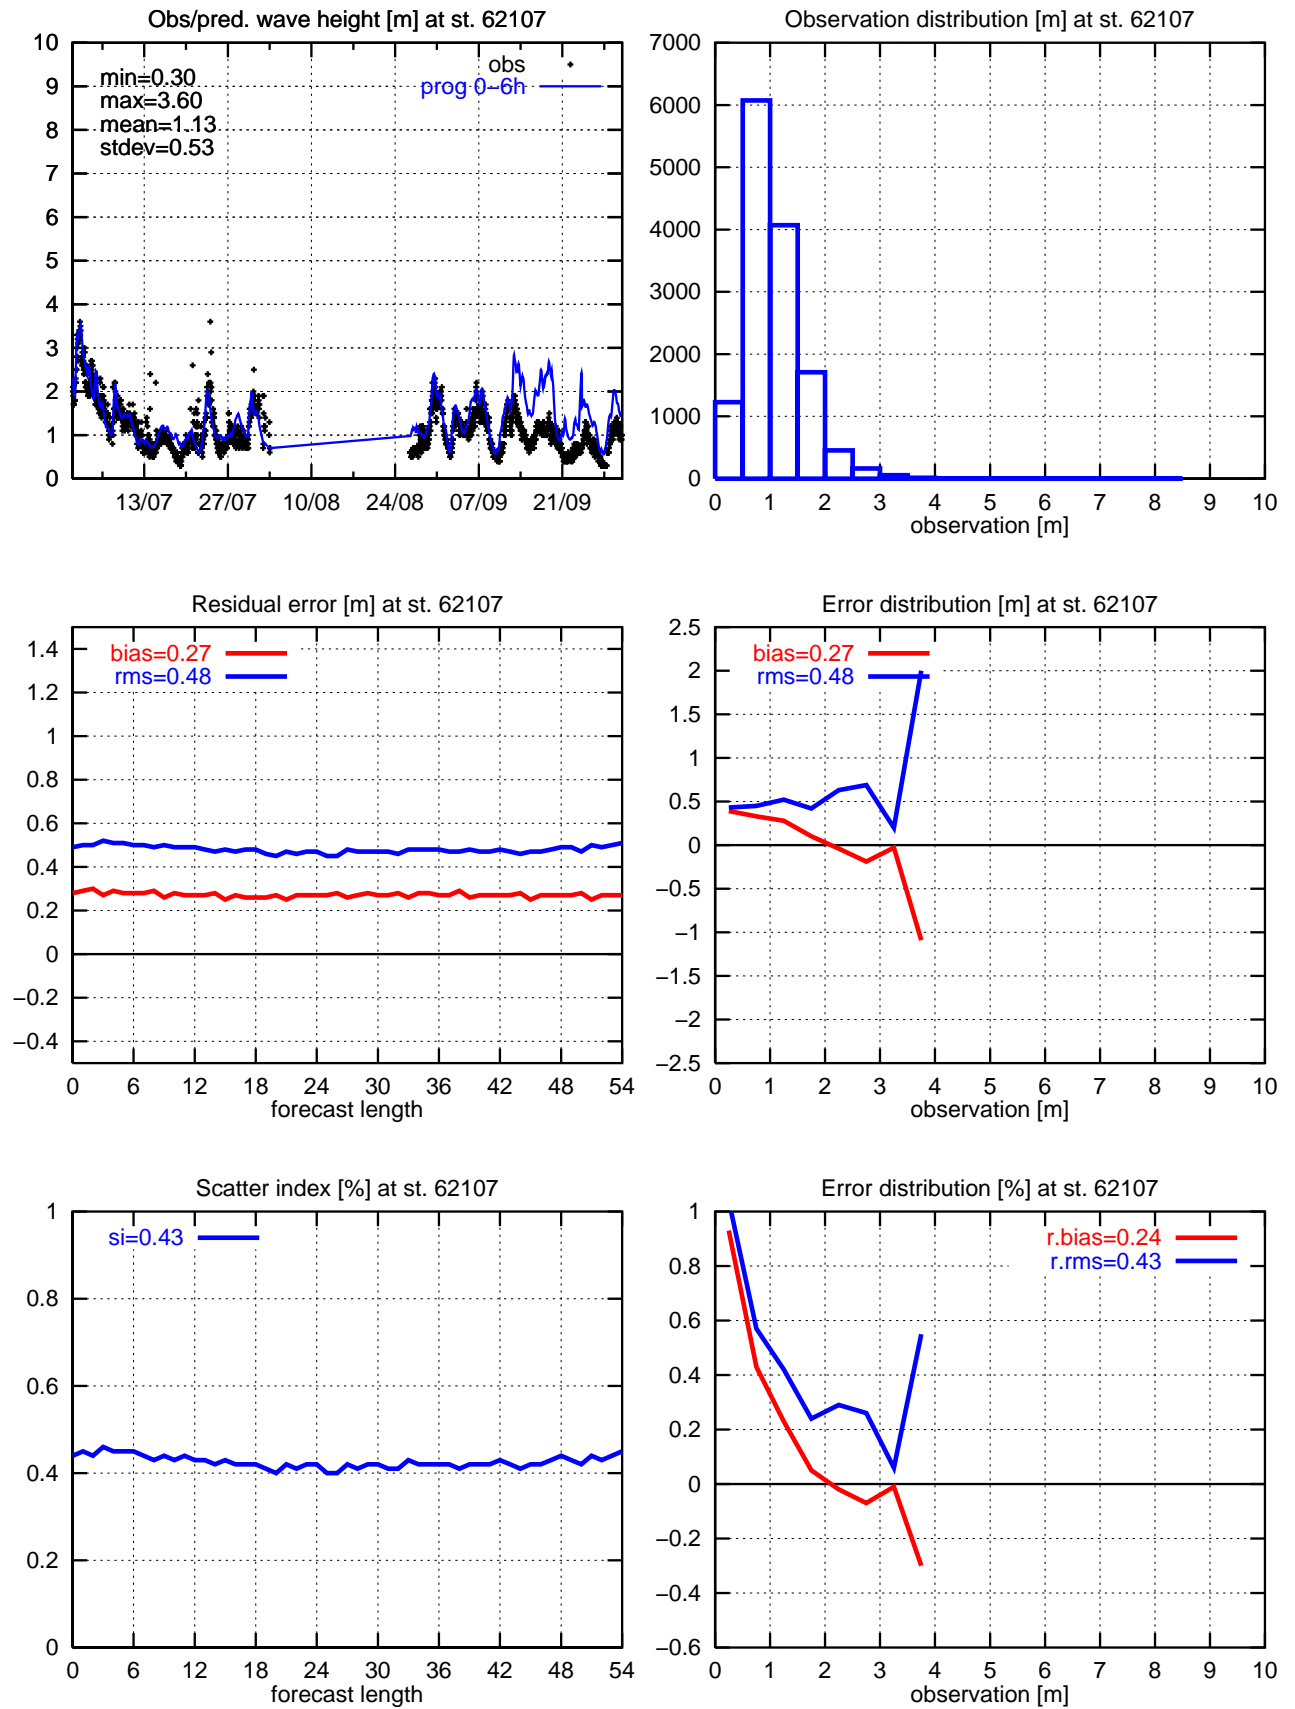 Obs/pred. wave height [m] at st. 62107
10
9
8
7
6
5
4
3
2
1
0
min=0.30
max=3.60
mean=1.13
stdev=0.53
obs
prog 0−6h
13/07 27/07 10/08 24/08 07/09 21/09
Observation distribution [m] at st. 62107
7000
6000
5000
4000
3000
2000
1000
0
0 1 2 3 4 5 6 7 8 9 10
observation [m]
Residual error [m] at st. 62107
bias=0.27
rms=0.48
1.4
1.2
1
0.8
0.6
0.4
0.2
0
−0.2
−0.4
0 6 12 18 24 30 36 42 48 54
forecast length
Error distribution [m] at st. 62107
bias=0.27
rms=0.48
2.5
2
1.5
1
0.5
0
−0.5
−1
−1.5
−2
−2.5
0 1 2 3 4 5 6 7 8 9 10
observation [m]
Scatter index [%] at st. 62107
si=0.43
1
0.8
0.6
0.4
0.2
0
0 6 12 18 24 30 36 42 48 54
forecast length
Error distribution [%] at st. 62107
r.bias=0.24
r.rms=0.43
1
0.8
0.6
0.4
0.2
0
−0.2
−0.4
−0.6
0 1 2 3 4 5 6 7 8 9 10
observation [m]